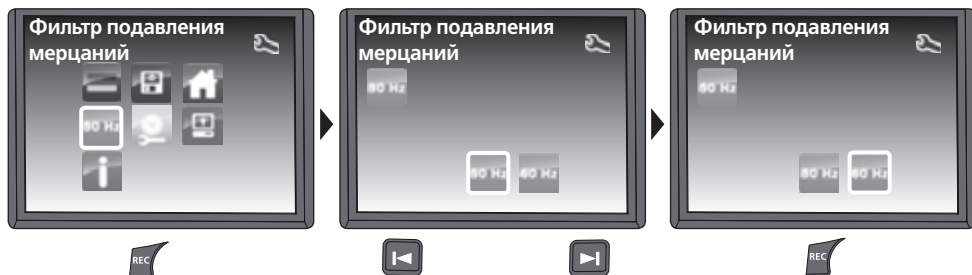 Фильтр подавления
мерцаний
50 Hz
REC
Фильтр подавления
мерцаний
50 Hz
50 Hz 60 Hz
Фильтр подавления
мерцаний
50 Hz
50 Hz 60 Hz
REC